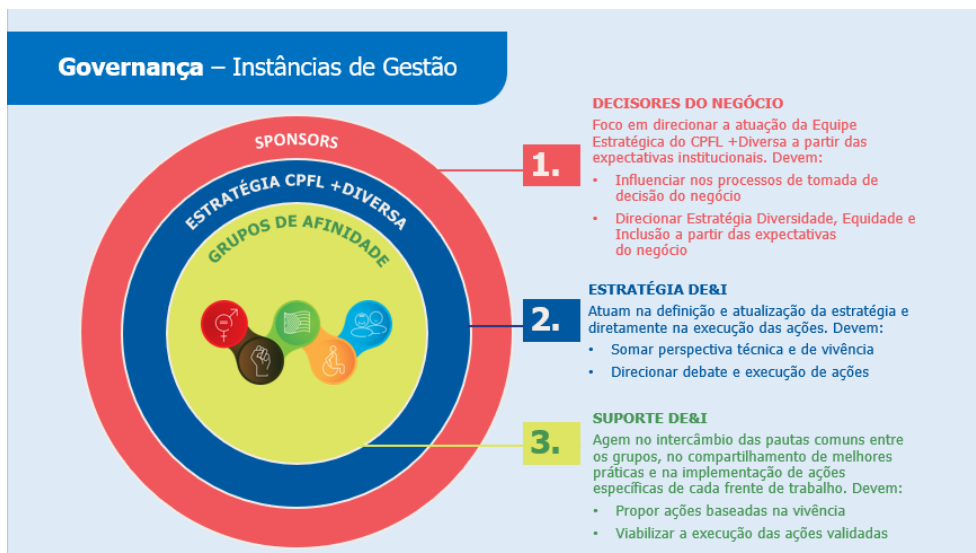 Governança – Instâncias de Gestão
SPONSORS
ESTRATÉGIA CPFL +DIVERSA
GRUPOS DE AFINIDADE
1.
DECISORES DO NEGÓCIO
Foco em direcionar a atuação da Equipe
Estratégica do CPFL +Diversa a partir das
expectativas institucionais. Devem:
• Influenciar nos processos de tomada de
decisão do negócio
• Direcionar Estratégia Diversidade, Equidade e
Inclusão a partir das expectativas
do negócio
2.
ESTRATÉGIA DE&I
Atuam na definição e atualização da estratégia e
diretamente na execução das ações. Devem:
• Somar perspectiva técnica e de vivência
• Direcionar debate e execução de ações
3.
SUPORTE DE&I
Agem no intercâmbio das pautas comuns entre
os grupos, no compartilhamento de melhores
práticas e na implementação de ações
específicas de cada frente de trabalho. Devem:
• Propor ações baseadas na vivência
• Viabilizar a execução das ações validadas